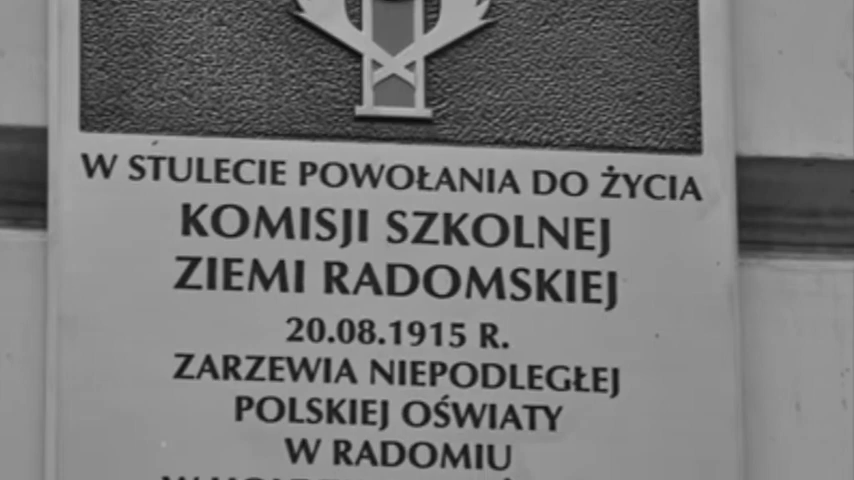 W STULECIE POWOŁANIA DO ŻYCIA
KOMISJI SZKOLNEJ
ZIEMI RADOMSKIEJ
20.08.1915 R.
ZARZEWIA NIEPODLEGŁEJ
POLSKIEJ OŚWIATY
W RADOMIU